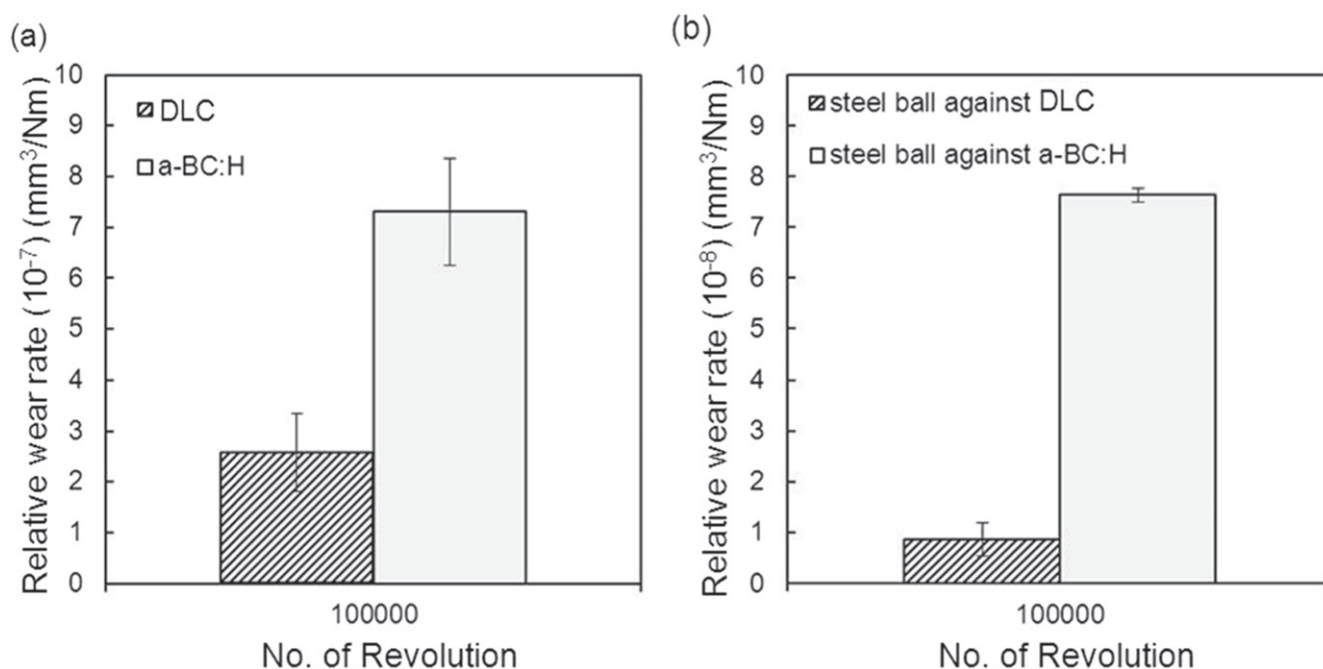 (a)
Relative wear rate (10⁻⁷) (mm³/Nm)
10
9
8
7
6
5
4
3
2
1
0
DLC
a-BC:H
100000
No. of Revolution
(b)
Relative wear rate (10⁻⁸) (mm³/Nm)
10
9
8
7
6
5
4
3
2
1
0
steel ball against DLC
steel ball against a-BC:H
100000
No. of Revolution